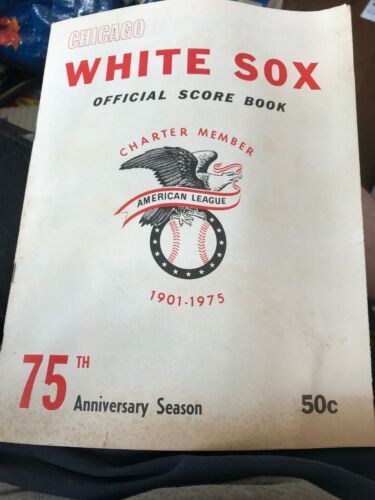 CHICAGO
WHITE SOX
OFFICIAL SCORE BOOK
CHARTER MEMBER
AMERICAN LEAGUE
1901-1975
75TH
Anniversary Season
50c